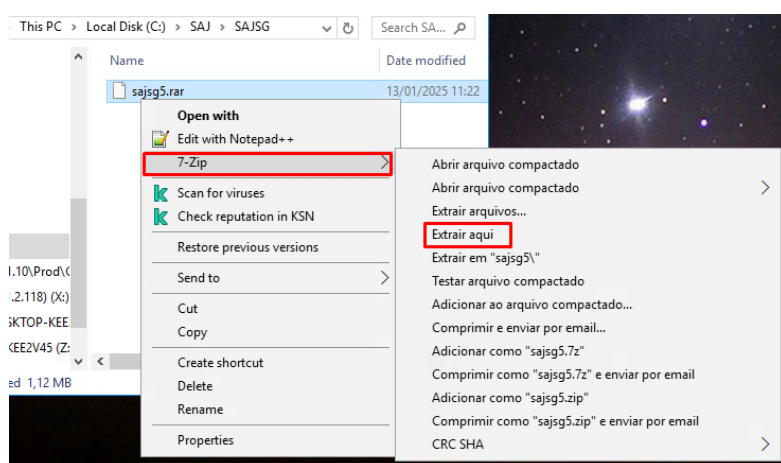 This PC > Local Disk (C:) > SAJ > SAJSG
Search SA...
Name
Date modified
sajsg5.rar
13/01/2025 11:22
Open with
Edit with Notepad++
7-Zip
Scan for viruses
Check reputation in KSN
Restore previous versions
Send to
Cut
Copy
Create shortcut
Delete
Rename
Properties
Abrir arquivo compactado
Abrir arquivo compactado
Extrair arquivos...
Extrair aqui
Extrair em "sajsg5\"
Testar arquivo compactado
Adicionar ao arquivo compactado...
Comprimir e enviar por email...
Adicionar como "sajsg5.7z"
Comprimir como "sajsg5.7z" e enviar por email
Adicionar como "sajsg5.zip"
Comprimir como "sajsg5.zip" e enviar por email
CRC SHA
1.10\Prod\
.2.118) (X:)
SKTOP-KEE
KEE2V45 (Z:
ed 1,12 MB